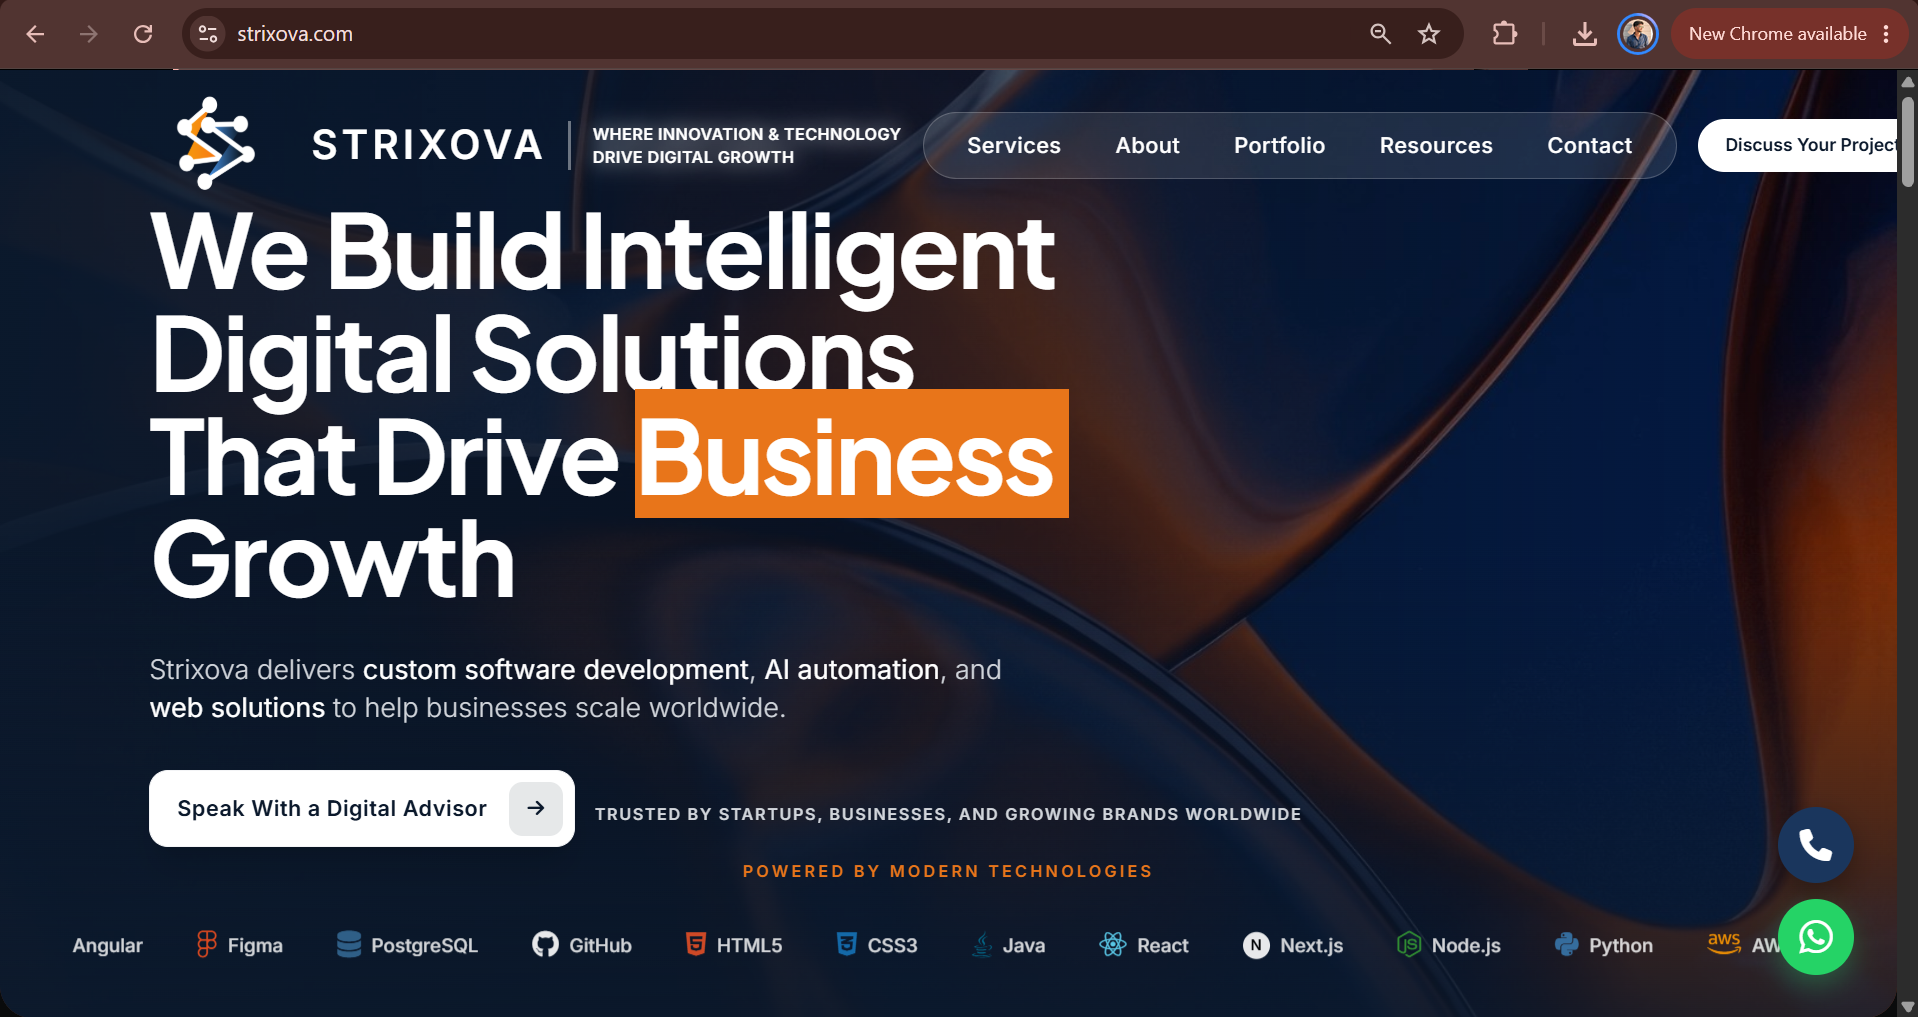 strixova.com
New Chrome available
STRIXOVA
WHERE INNOVATION & TECHNOLOGY
DRIVE DIGITAL GROWTH
Services About Portfolio Resources Contact
Discuss Your Project
We Build Intelligent
Digital Solutions
That Drive Business
Growth
Strixova delivers custom software development, AI automation, and
web solutions to help businesses scale worldwide.
Speak With a Digital Advisor
TRUSTED BY STARTUPS, BUSINESSES, AND GROWING BRANDS WORLDWIDE
POWERED BY MODERN TECHNOLOGIES
Angular Figma PostgreSQL GitHub HTML5 CSS3 Java React N Next.js JS Node.js Python aws